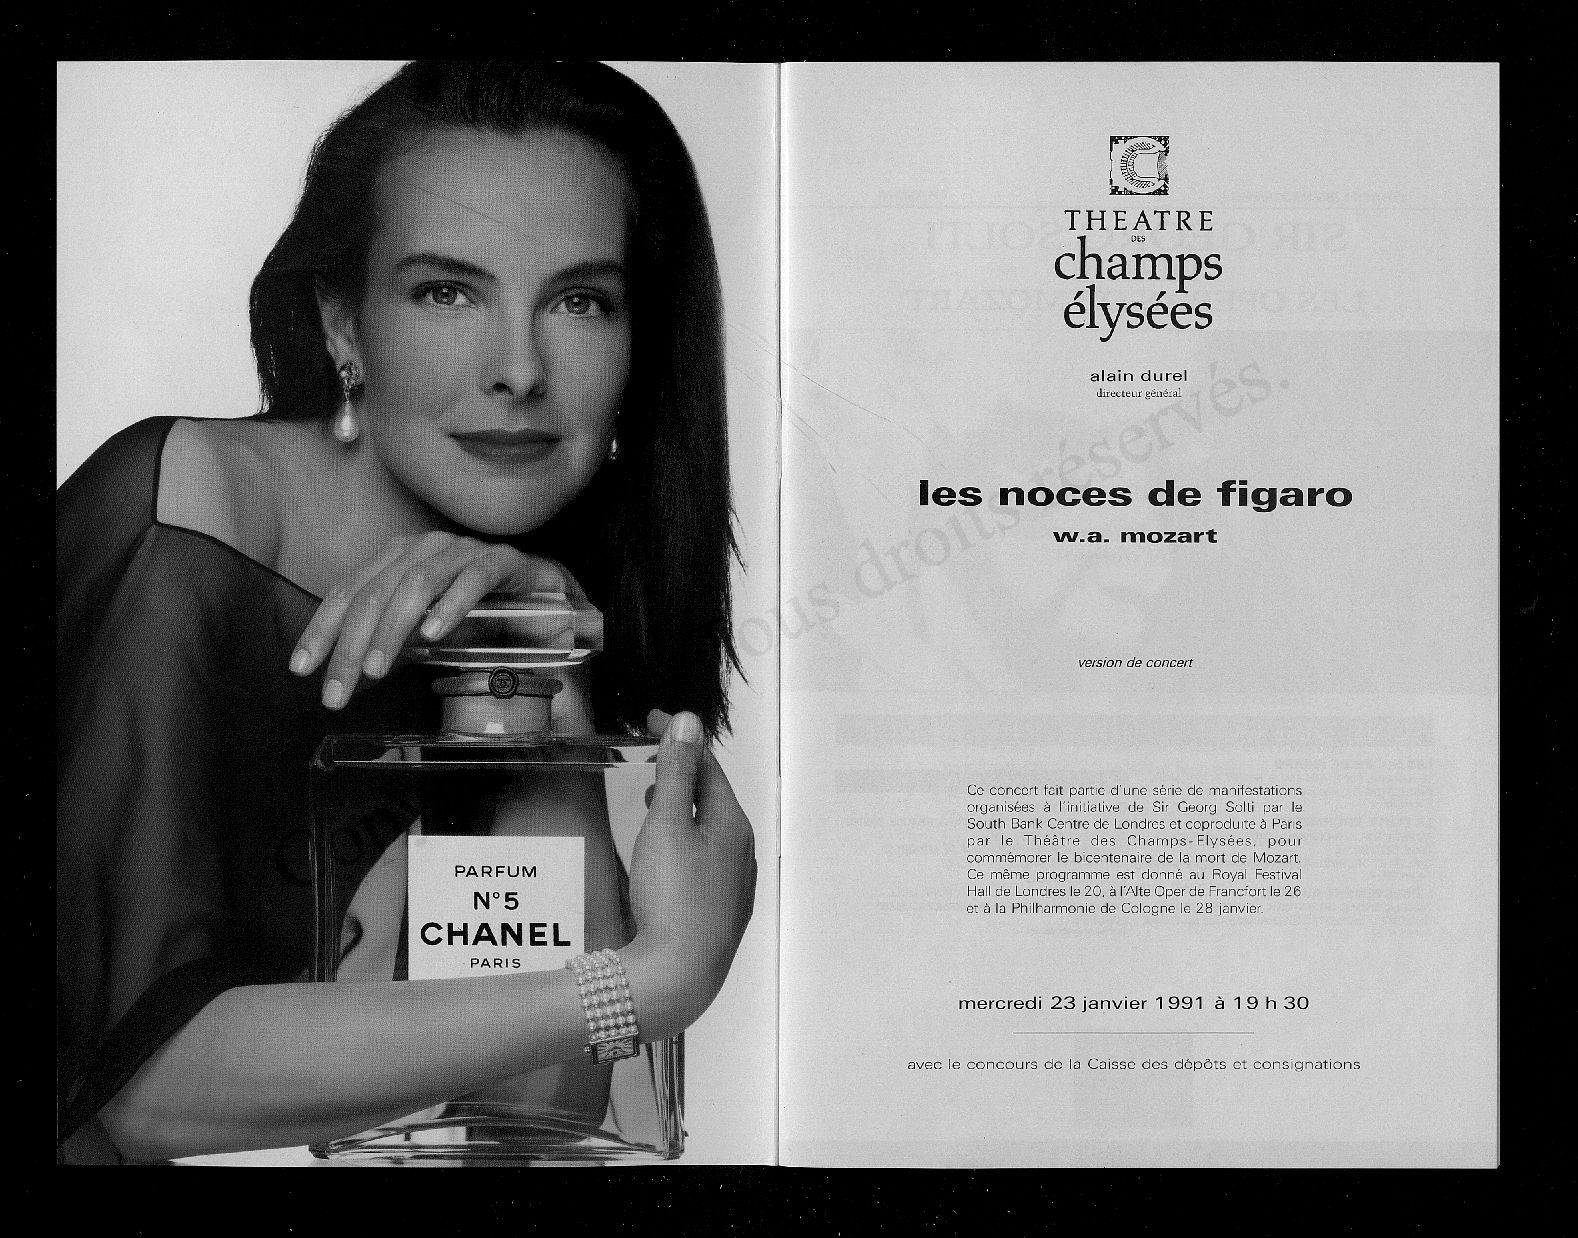 PARFUM
N°5
CHANEL
PARIS
THEATRE
DES
champs
élysées
alain durel
directeur général
les noces de figaro
w.a. mozart
version de concert
Ce concert fait partie d'une série de manifestations
organisées à l'initiative de Sir Georg Solti par le
South Bank Centre de Londres et coproduite à Paris
par le Théâtre des Champs-Elysées, pour
commémorer le bicentenaire de la mort de Mozart.
Ce même programme est donné au Royal Festival
Hall de Londres le 20, à l'Alte Oper de Francfort le 26
et à la Philharmonie de Cologne le 28 janvier.
mercredi 23 janvier 1991 à 19 h 30
avec le concours de la Caisse des dépôts et consignations
tous droits réservés.